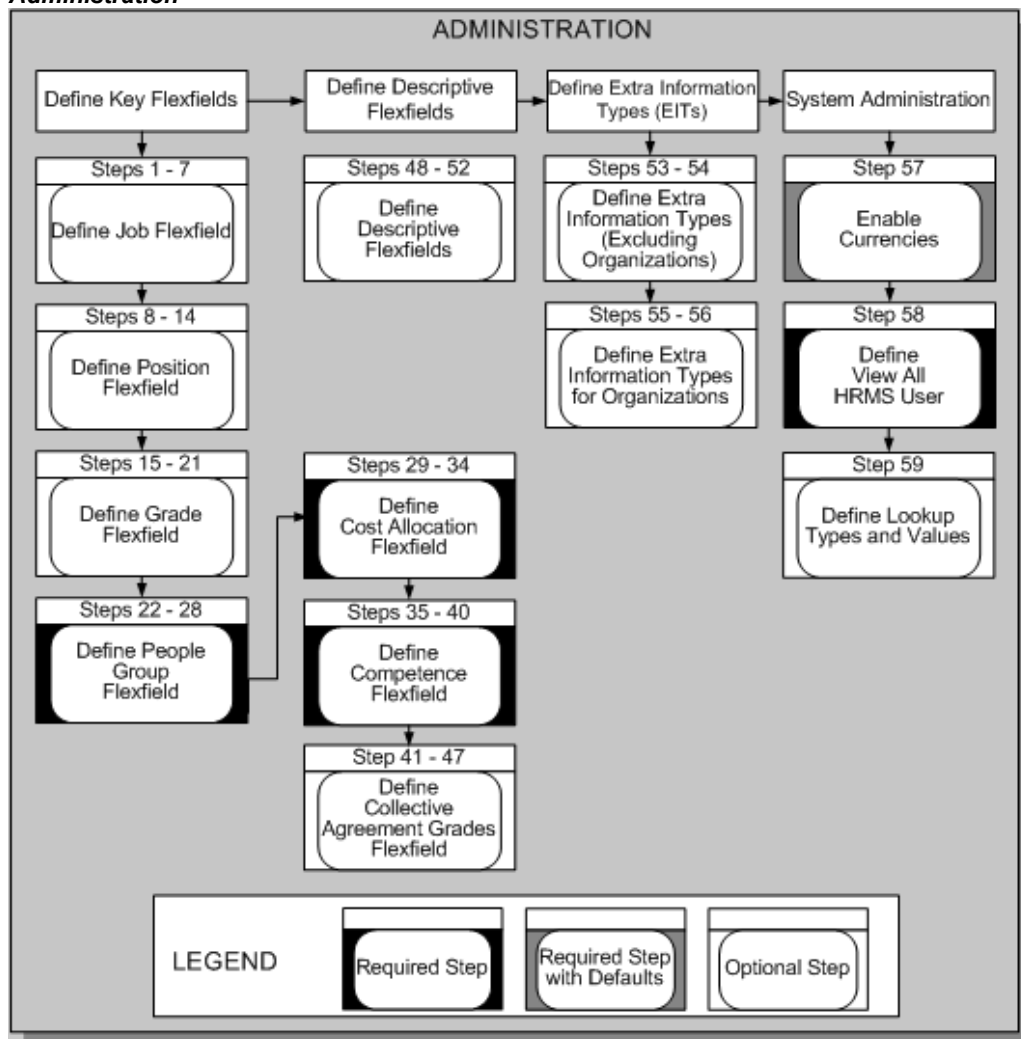 Administration
ADMINISTRATION
Define Key Flexfields
Define Descriptive
Flexfields
Define Extra Information
Types (EITs)
System Administration
Steps 1 - 7
Define Job Flexfield
Steps 8 - 14
Define Position
Flexfield
Steps 15 - 21
Define Grade
Flexfield
Steps 22 - 28
Define People
Group
Flexfield
Steps 48 - 52
Define
Descriptive
Flexfields
Steps 29 - 34
Define
Cost Allocation
Flexfield
Steps 35 - 40
Define
Competence
Flexfield
Step 41 - 47
Define
Collective
Agreement Grades
Flexfield
Steps 53 - 54
Define Extra
Information Types
(Excluding
Organizations)
Steps 55 - 56
Define Extra
Information Types
for Organizations
Step 57
Enable
Currencies
Step 58
Define
View All
HRMS User
Step 59
Define Lookup
Types and Values
LEGEND
Required Step
Required Step
with Defaults
Optional Step